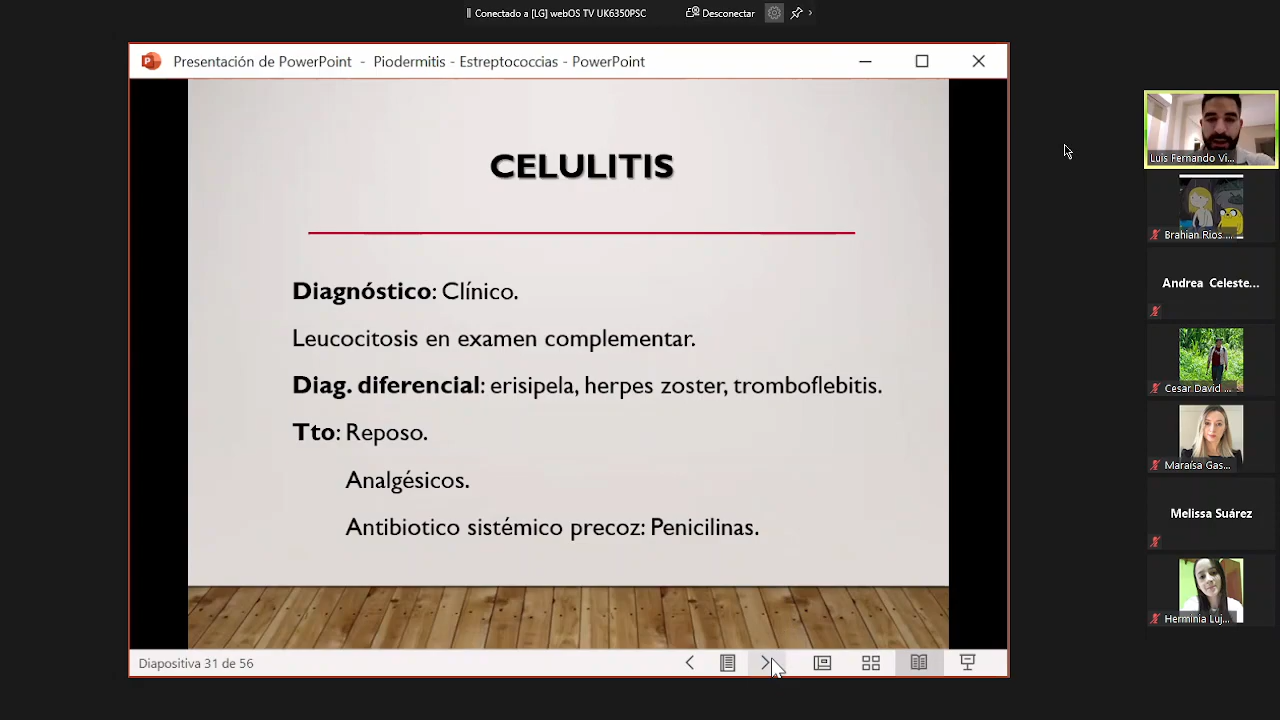 Conectado a [LG] webOS TV UK6350PSC
Desconectar
Presentación de PowerPoint - Piodermitis - Estreptococcias - PowerPoint
CELULITIS
Diagnóstico: Clínico.
Leucocitosis en examen complementar.
Diag. diferencial: erisipela, herpes zoster, tromboflebitis.
Tto: Reposo.
Analgésicos.
Antibiotico sistémico precoz: Penicilinas.
Diapositiva 31 de 56
Luis Fernando Vi...
Brahian Rios ...
Andrea Celeste...
Cesar David ...
Maraísa Gas...
Melissa Suárez
Herminia Luj...